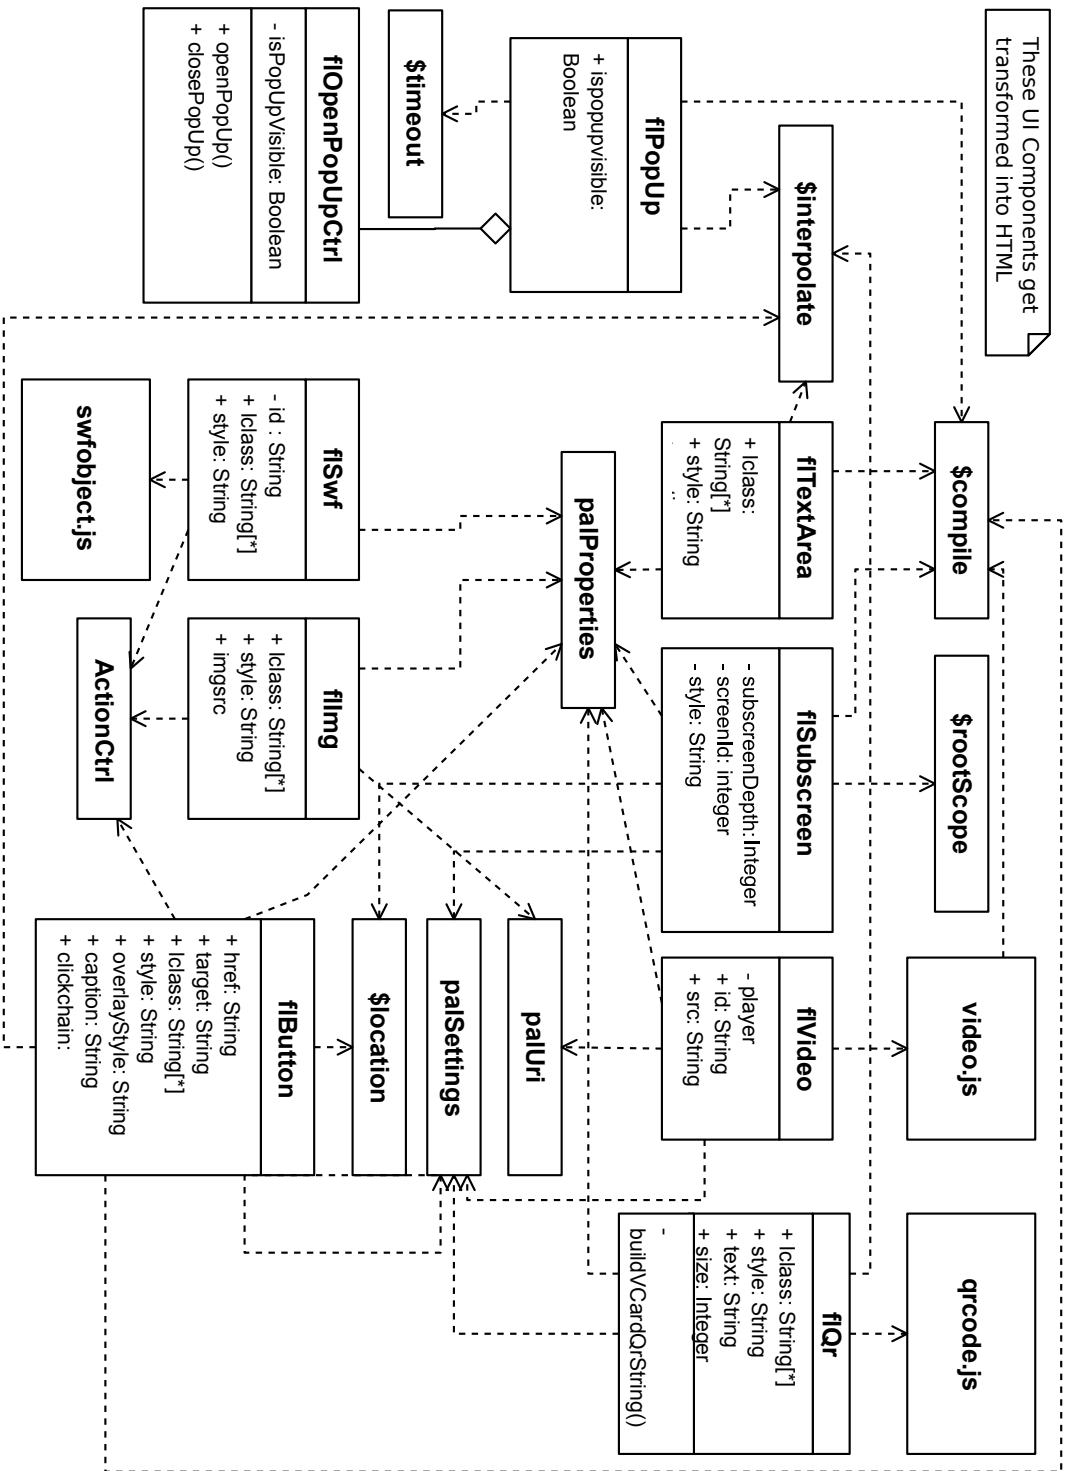 These UI Components get
transformed into HTML
$compile
$rootScope
video.js
qrcode.js
$interpolate
flPopUp
+ ispopupvisible:
Boolean
$timeout
flOpenPopUpCtrl
- isPopUpVisible: Boolean
+ openPopUp()
+ closePopUp()
flTextArea
+ lclass:
String[*]
+ style: String
flSubscreen
- subscreenDepth:Integer
- screenId: integer
- style: String
flVideo
- player
+ id: String
+ src: String
flQr
+ lclass: String[*]
+ style: String
+ text: String
+ size: Integer
-
buildVCardQrString()
palProperties
palUri
palSettings
$location
flSwf
- id : String
+ lclass: String[*]
+ style: String
flImg
+ lclass: String[*]
+ style: String
+ imgsrc
flButton
+ href: String
+ target: String
+ lclass: String[*]
+ style: String
+ overlayStyle: String
+ caption: String
+ clickchain:
swfobject.js
ActionCtrl